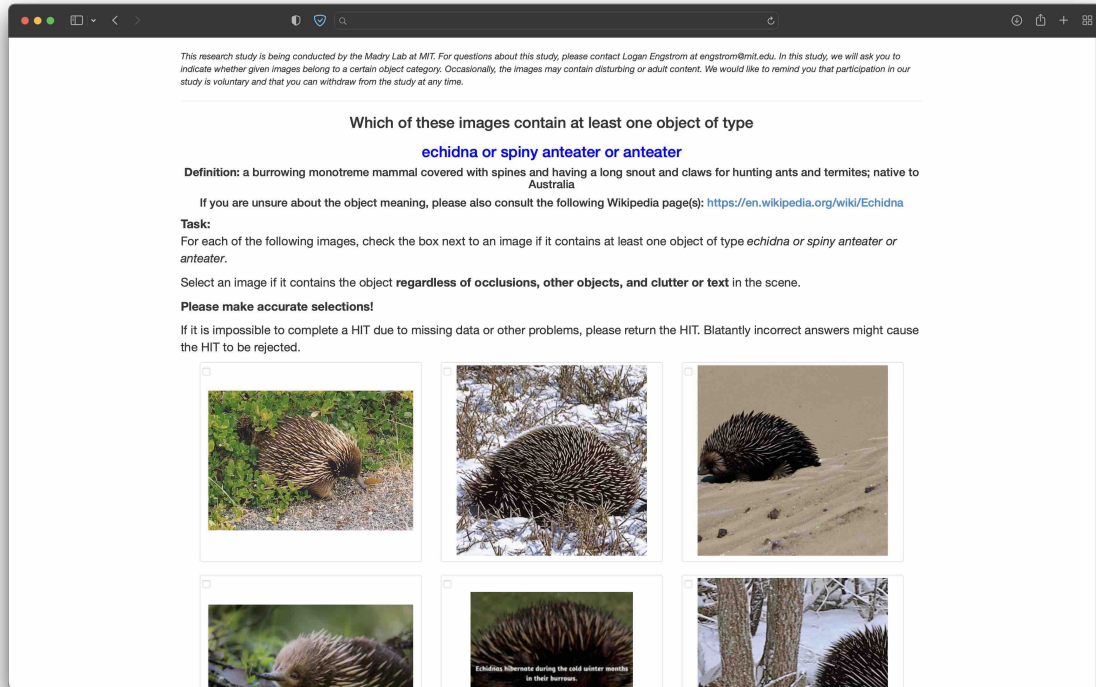 This research study is being conducted by the Madry Lab at MIT. For questions about this study, please contact Logan Engstrom at engstrom@mit.edu. In this study, we will ask you to
indicate whether given images belong to a certain object category. Occasionally, the images may contain disturbing or adult content. We would like to remind you that participation in our
study is voluntary and that you can withdraw from the study at any time.
Which of these images contain at least one object of type
echidna or spiny anteater or anteater
Definition: a burrowing monotreme mammal covered with spines and having a long snout and claws for hunting ants and termites; native to
Australia
If you are unsure about the object meaning, please also consult the following Wikipedia page(s): https://en.wikipedia.org/wiki/Echidna
Task:
For each of the following images, check the box next to an image if it contains at least one object of type echidna or spiny anteater or
anteater.
Select an image if it contains the object regardless of occlusions, other objects, and clutter or text in the scene.
Please make accurate selections!
If it is impossible to complete a HIT due to missing data or other problems, please return the HIT. Blatantly incorrect answers might cause
the HIT to be rejected.
Echidnas hibernate during the cold winter months
in their burrows.